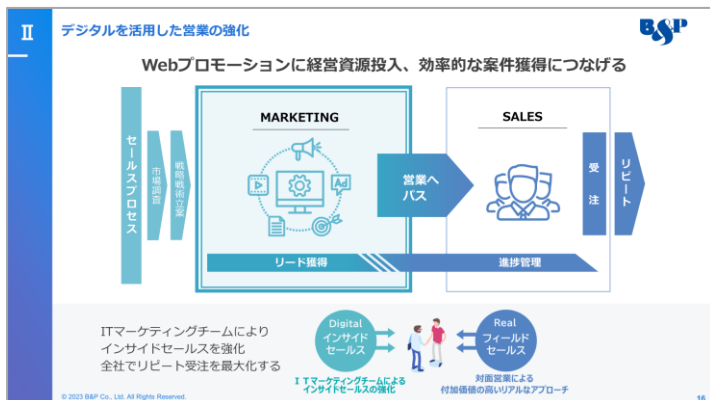 Ⅱ
デジタルを活用した営業の強化
B&P
Webプロモーションに経営資源投入、効率的な案件獲得につなげる
セールスプロセス
市場調査
戦略戦術立案
MARKETING
Ad
リード獲得
営業へ
パス
SALES
進捗管理
受注
リピート
ITマーケティングチームにより
インサイドセールスを強化
全社でリピート受注を最大化する
Digital
インサイド
セールス
ITマーケティングチームによる
インサイドセールスの強化
Real
フィールド
セールス
対面営業による
付加価値の高いリアルなアプローチ
© 2023 B&P Co., Ltd. All Rights Reserved.
16